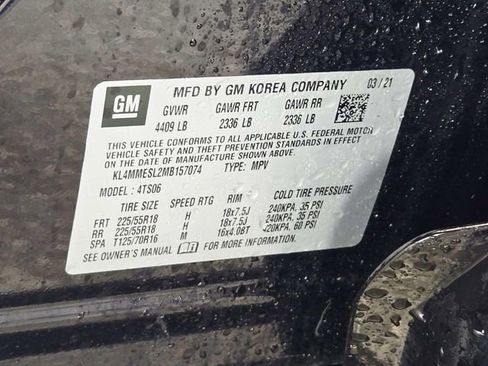 GM
MFD BY GM KOREA COMPANY 03/21
GVWR GAWR FRT GAWR RR
4409 LB 2336 LB 2336 LB
THIS VEHICLE CONFORMS TO ALL APPLICABLE U.S. FEDERAL MOTOR
VEHICLE SAFETY AND THEFT PREVENTION STANDARDS IN EFFECT
ON THE DATE OF MANUFACTURE SHOWN ABOVE.
KL4MMESL2MB157074 TYPE: MPV
MODEL: 4TS06
TIRE SIZE SPEED RTG RIM COLD TIRE PRESSURE
FRT 225/55R18 H 18x7.5J 240KPA, 35 PSI
RR 225/55R18 H 18x7.5J 240KPA, 35 PSI
SPA T125/70R16 M 16x4.08T 420KPA, 60 PSI
SEE OWNER'S MANUAL FOR MORE INFORMATION.